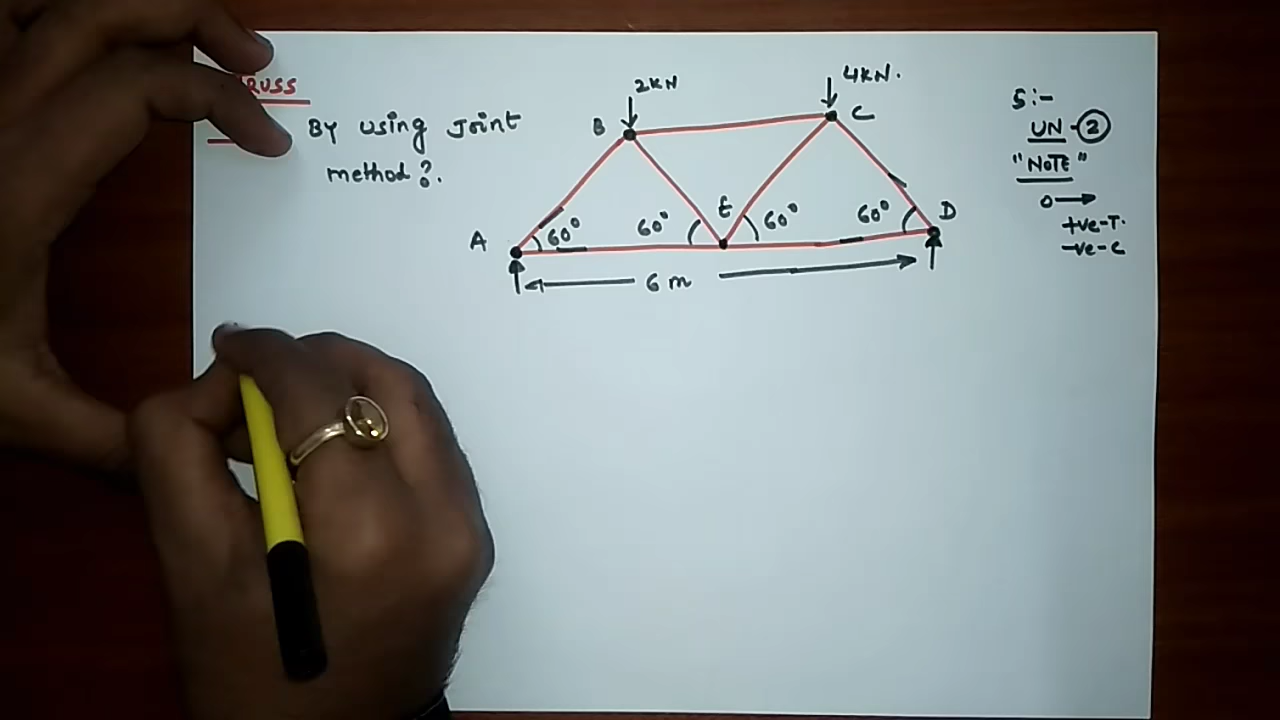 RUSS
By using Joint
method?.
2KN
4KN.
B
C
A
60°
60°
E
60°
60°
D
6 m
S:-
UN-2
"NOTE"
+ve-T.
-ve-C